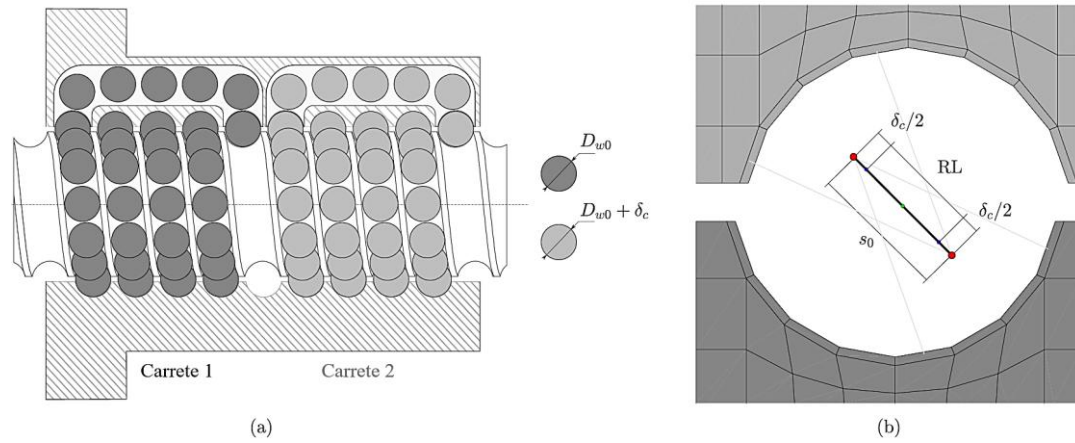 D_{w0}
D_{w0} + δ_c
Carrete 1
Carrete 2
(a)
δ_c/2
RL
δ_c/2
s_0
(b)